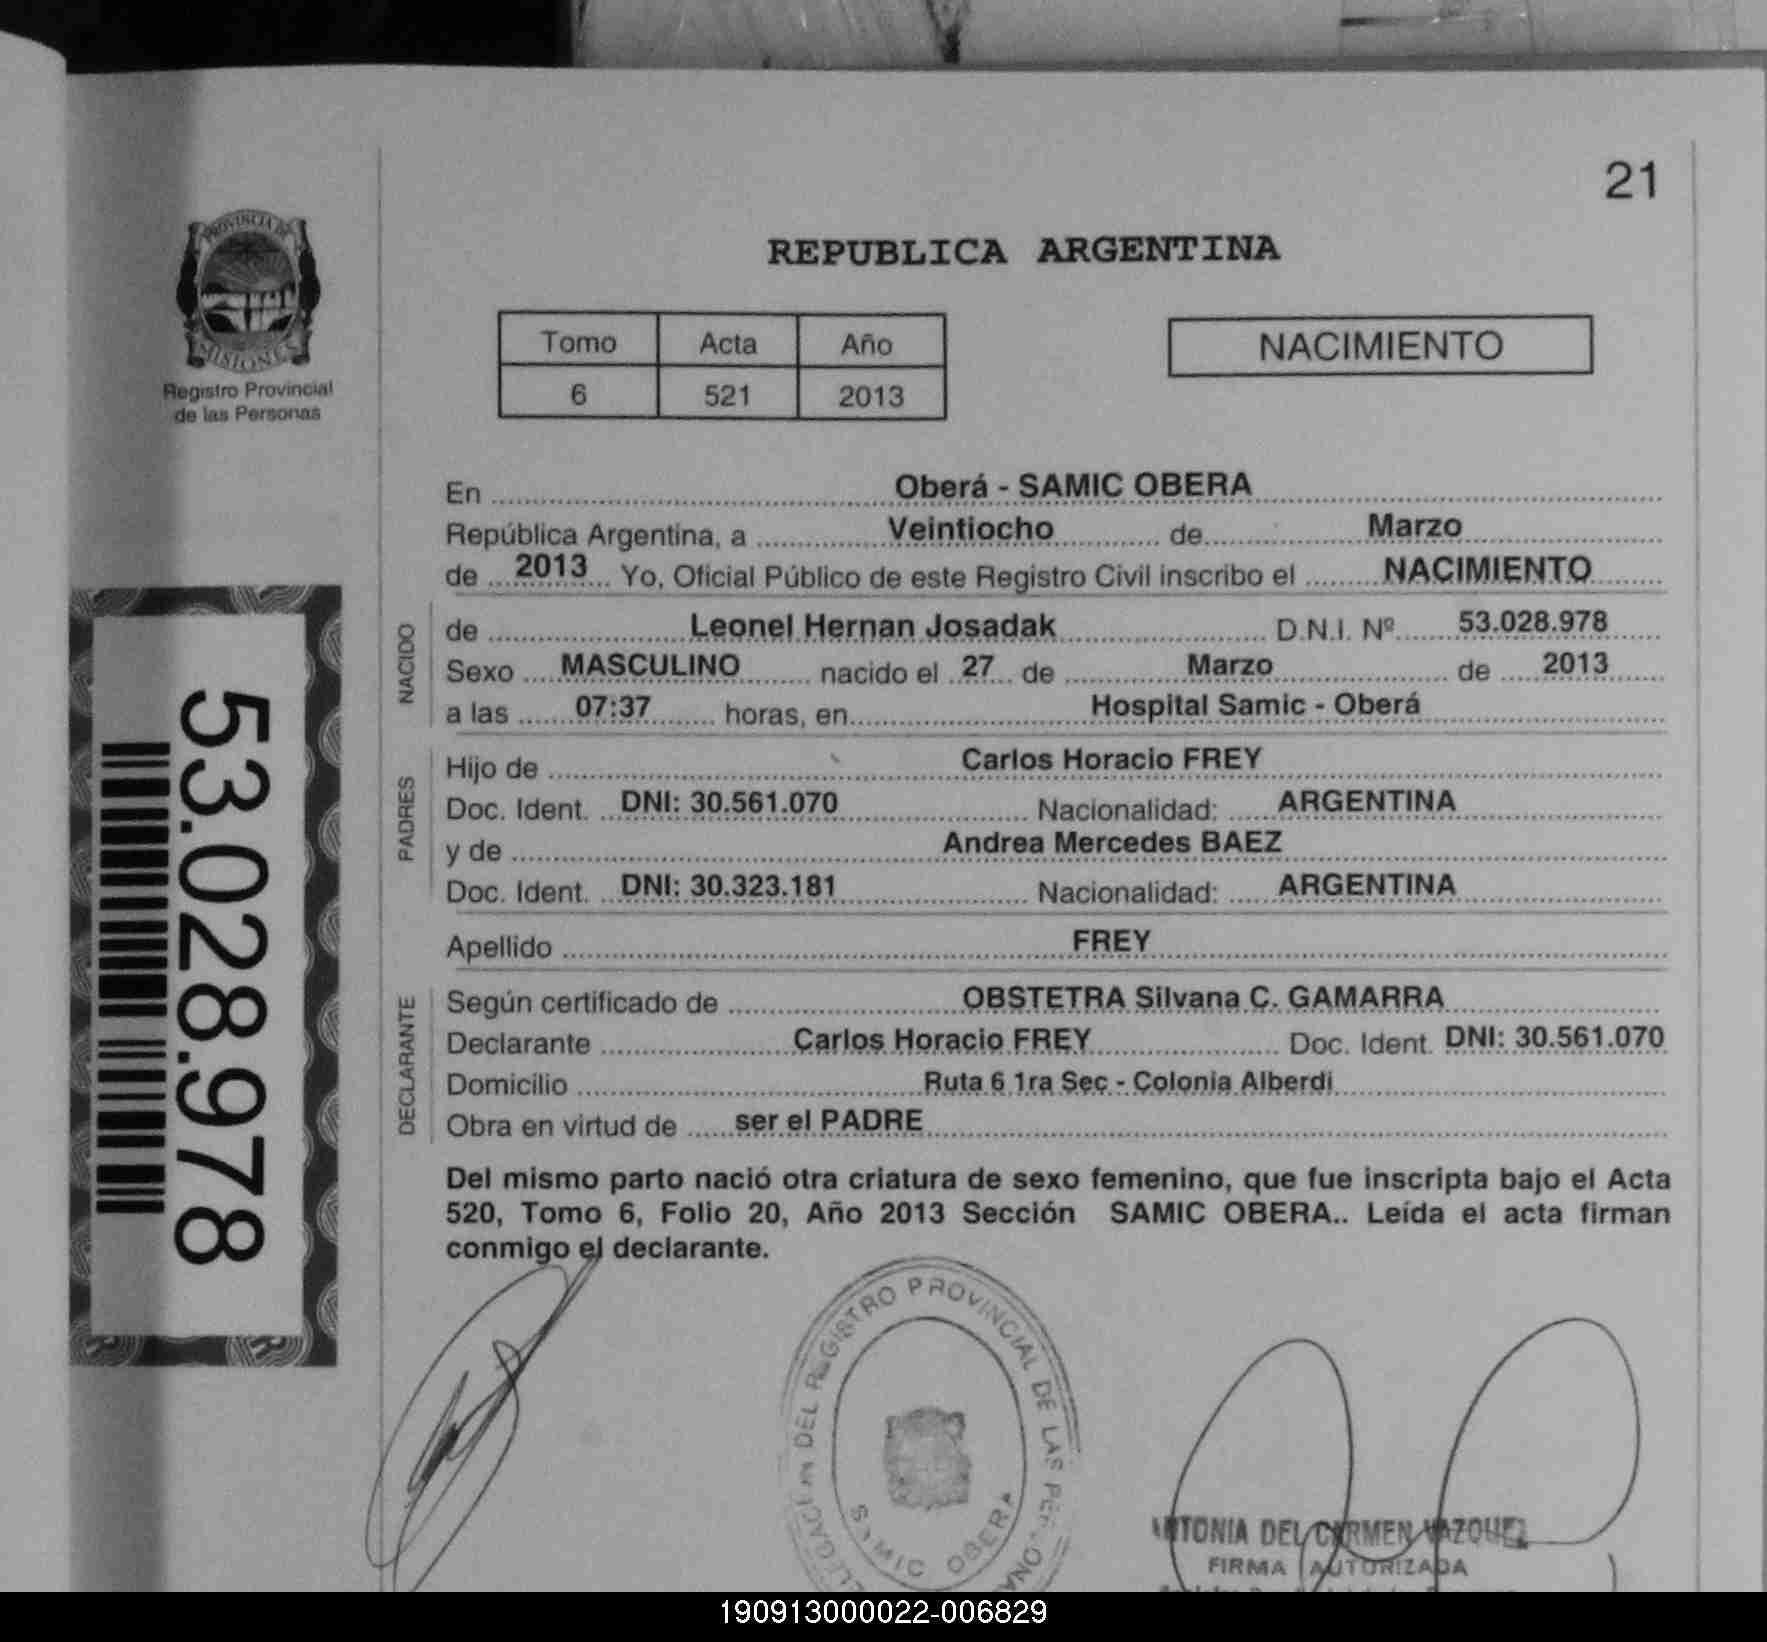 21
PROVINCIA DE
MISIONES
Registro Provincial
de las Personas
REPUBLICA ARGENTINA
Tomo Acta Año
6 521 2013
NACIMIENTO
En Oberá - SAMIC OBERA
República Argentina, a Veintiocho de Marzo
de 2013 Yo, Oficial Público de este Registro Civil inscribo el NACIMIENTO
NACIDO
de Leonel Hernan Josadak D.N.I. Nº 53.028.978
Sexo MASCULINO nacido el 27 de Marzo de 2013
a las 07:37 horas, en Hospital Samic - Oberá
PADRES
Hijo de Carlos Horacio FREY
Doc. Ident. DNI: 30.561.070 Nacionalidad: ARGENTINA
y de Andrea Mercedes BAEZ
Doc. Ident. DNI: 30.323.181 Nacionalidad: ARGENTINA
Apellido FREY
DECLARANTE
Según certificado de OBSTETRA Silvana C. GAMARRA
Declarante Carlos Horacio FREY Doc. Ident. DNI: 30.561.070
Domicilio Ruta 6 1ra Sec - Colonia Alberdi
Obra en virtud de ser el PADRE
Del mismo parto nació otra criatura de sexo femenino, que fue inscripta bajo el Acta
520, Tomo 6, Folio 20, Año 2013 Sección SAMIC OBERA.. Leída el acta firman
conmigo el declarante.
53.028.978
DEL REGISTRO PROVINCIAL DE LAS
SAMIC OBERA
DEL CARMEN
FIRMA AUTORIZADA
190913000022-006829